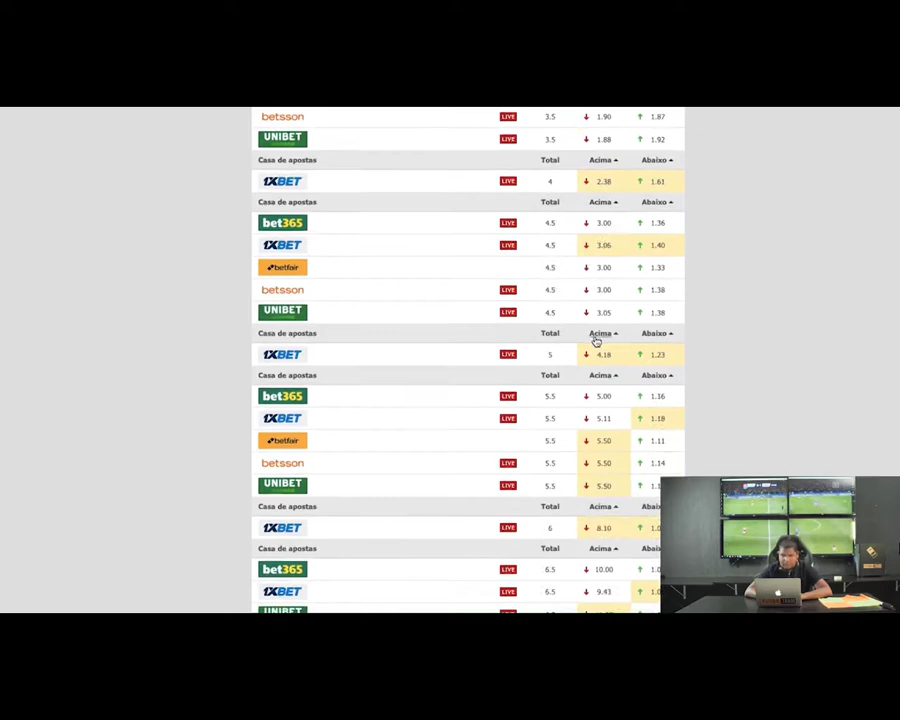 betsson LIVE 3.5 1.90 1.87
UNIBET LIVE 3.5 1.88 1.92
Casa de apostas Total Acima Abaixo
1XBET LIVE 4 2.38 1.61
Casa de apostas Total Acima Abaixo
bet365 LIVE 4.5 3.00 1.36
1XBET LIVE 4.5 3.06 1.40
betfair 4.5 3.00 1.33
betsson LIVE 4.5 3.00 1.38
UNIBET LIVE 4.5 3.05 1.38
Casa de apostas Total Acima Abaixo
1XBET LIVE 5 4.18 1.23
Casa de apostas Total Acima Abaixo
bet365 LIVE 5.5 5.00 1.16
1XBET LIVE 5.5 5.11 1.18
betfair 5.5 5.50 1.11
betsson LIVE 5.5 5.50 1.14
UNIBET LIVE 5.5 5.50
Casa de apostas Total Acima Abaixo
1XBET LIVE 6 8.10
Casa de apostas Total Acima Abaixo
bet365 LIVE 6.5 10.00
1XBET LIVE 6.5 9.43
UNIBET